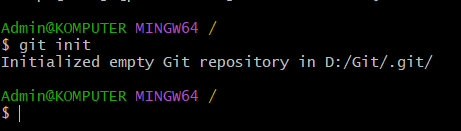 Admin@KOMPUTER MINGW64 /
$ git init
Initialized empty Git repository in D:/Git/.git/
Admin@KOMPUTER MINGW64 /
$